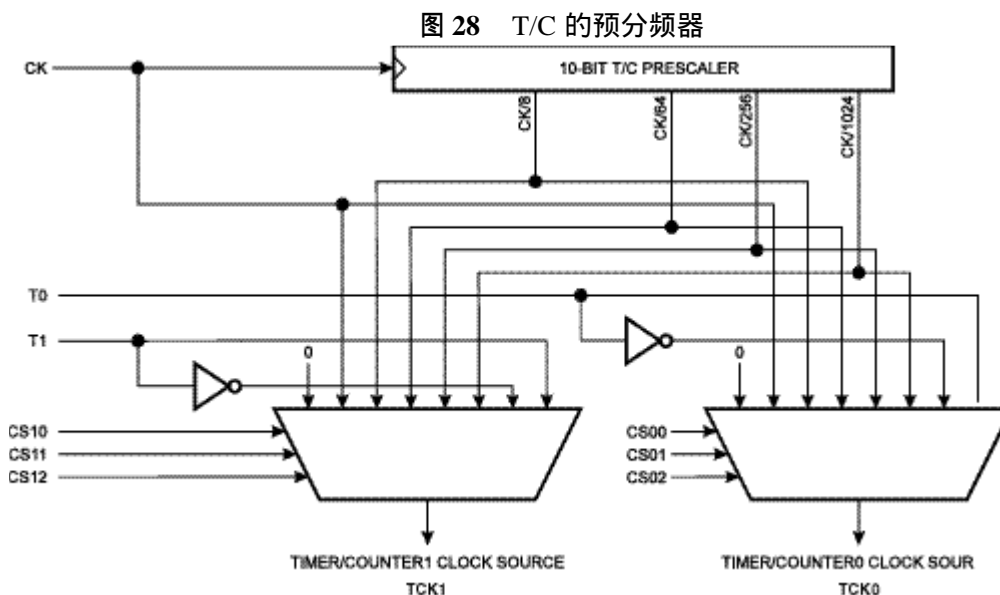 图 28 T/C 的预分频器
CK
10-BIT T/C PRESCALER
CK/8
CK/64
CK/256
CK/1024
T0
T1
0
0
CS10
CS11
CS12
CS00
CS01
CS02
TIMER/COUNTER1 CLOCK SOURCE
TCK1
TIMER/COUNTER0 CLOCK SOUR
TCK0